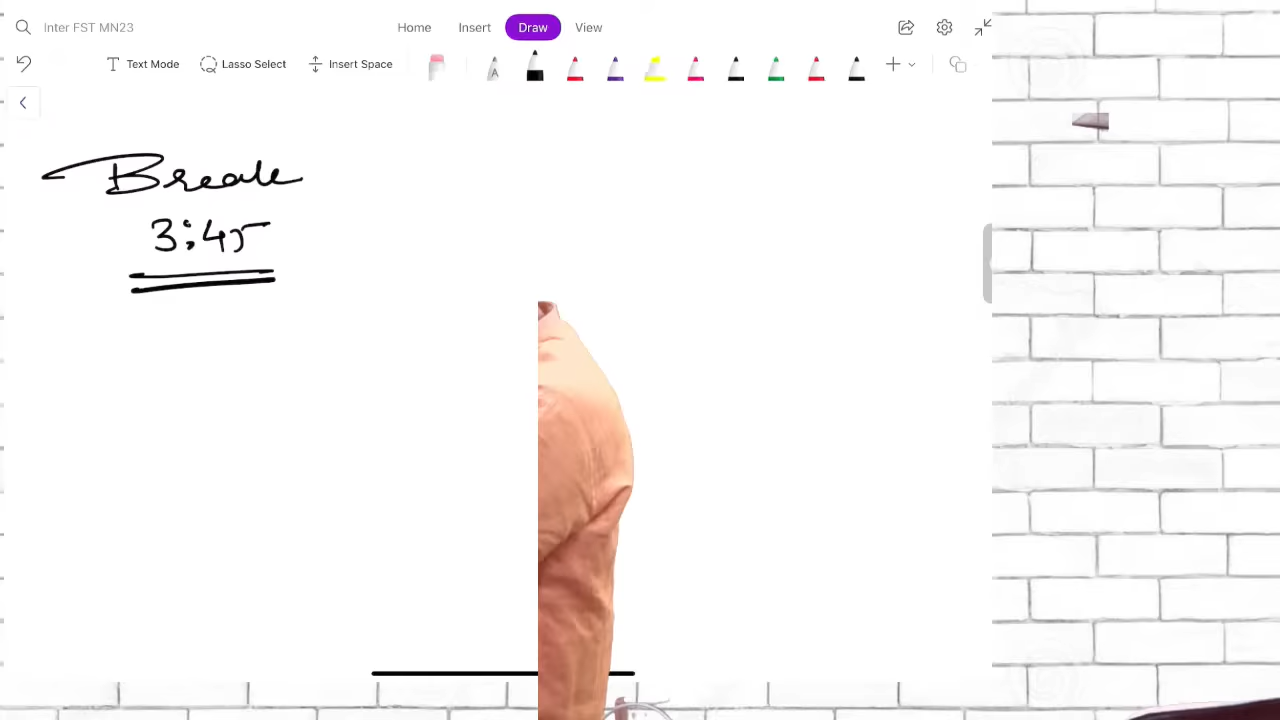 Inter FST MN23
Home Insert Draw View
Text Mode Lasso Select Insert Space
A
Break
3:45